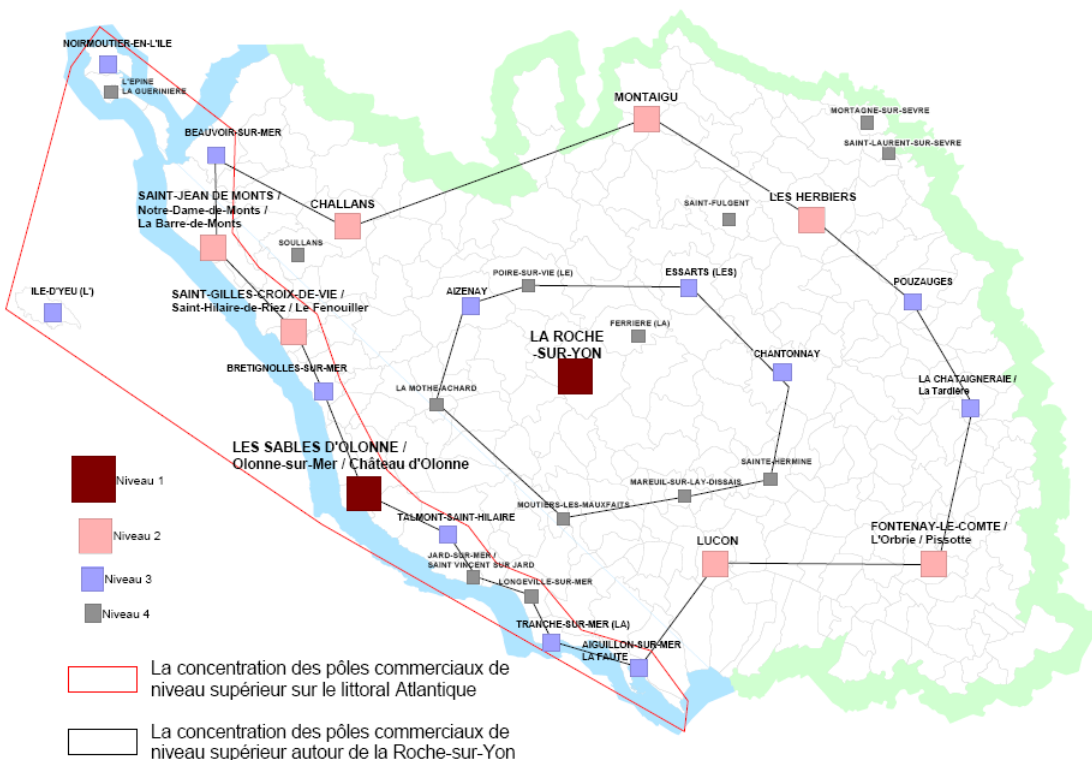 NOIRMOUTIER-EN-L'ILE
L'EPINE
LA GUERINIERE
BEAUVOIR-SUR-MER
MONTAIGU
MORTAGNE-SUR-SEVRE
SAINT-LAURENT-SUR-SEVRE
SAINT-JEAN DE MONTS /
Notre-Dame-de-Monts /
La Barre-de-Monts
CHALLANS
SOULLANS
SAINT-FULGENT
LES HERBIERS
ILE-D'YEU (L')
SAINT-GILLES-CROIX-DE-VIE /
Saint-Hilaire-de-Riez / Le Fenouiller
AIZENAY
POIRE-SUR-VIE (LE)
ESSARTS (LES)
POUZAUGES
BRETIGNOLLES-SUR-MER
LA ROCHE
-SUR-YON
FERRIERE (LA)
CHANTONNAY
LA MOTHE-ACHARD
LA CHATAIGNERAIE /
La Tardière
LES SABLES D'OLONNE /
Olonne-sur-Mer / Château d'Olonne
SAINTE-HERMINE
MAREUIL-SUR-LAY-DISSAIS
MOUTIERS-LES-MAUXFAITS
TALMONT-SAINT-HILAIRE
JARD-SUR-MER /
SAINT VINCENT SUR JARD
LONGEVILLE-SUR-MER
LUCON
FONTENAY-LE-COMTE /
L'Orbrie / Pissotte
TRANCHE-SUR-MER (LA)
AIGUILLON-SUR-MER
LA FAUTE
Niveau 1
Niveau 2
Niveau 3
Niveau 4
La concentration des pôles commerciaux de
niveau supérieur sur le littoral Atlantique
La concentration des pôles commerciaux de
niveau supérieur autour de la Roche-sur-Yon